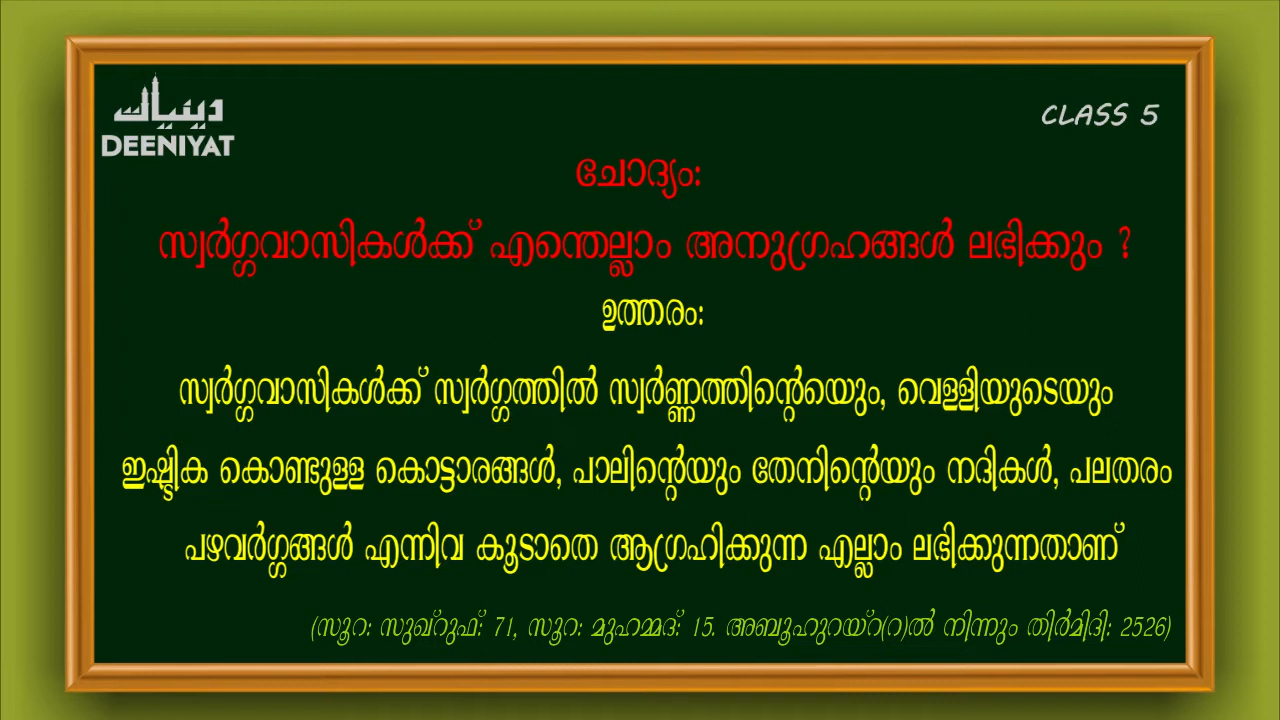 دينيات
DEENIYAT
CLASS 5
ചോദ്യം:
സ്വർഗ്ഗവാസികൾക്ക് എന്തെല്ലാം അനുഗ്രഹങ്ങൾ ലഭിക്കും ?
ഉത്തരം:
സ്വർഗ്ഗവാസികൾക്ക് സ്വർഗ്ഗത്തിൽ സ്വർണ്ണത്തിന്റെയും, വെള്ളിയുടെയും
ഇഷ്ടിക കൊണ്ടുള്ള കൊട്ടാരങ്ങൾ, പാലിന്റെയും തേനിന്റെയും നദികൾ, പലതരം
പഴവർഗ്ഗങ്ങൾ എന്നിവ കൂടാതെ ആഗ്രഹിക്കുന്ന എല്ലാം ലഭിക്കുന്നതാണ്
(സൂറ: സുഖ്റുഫ്: 71, സൂറ: മുഹമ്മദ്: 15. അബൂഹുറയ്റ(റ)ൽ നിന്നും തിർമിദി: 2526)